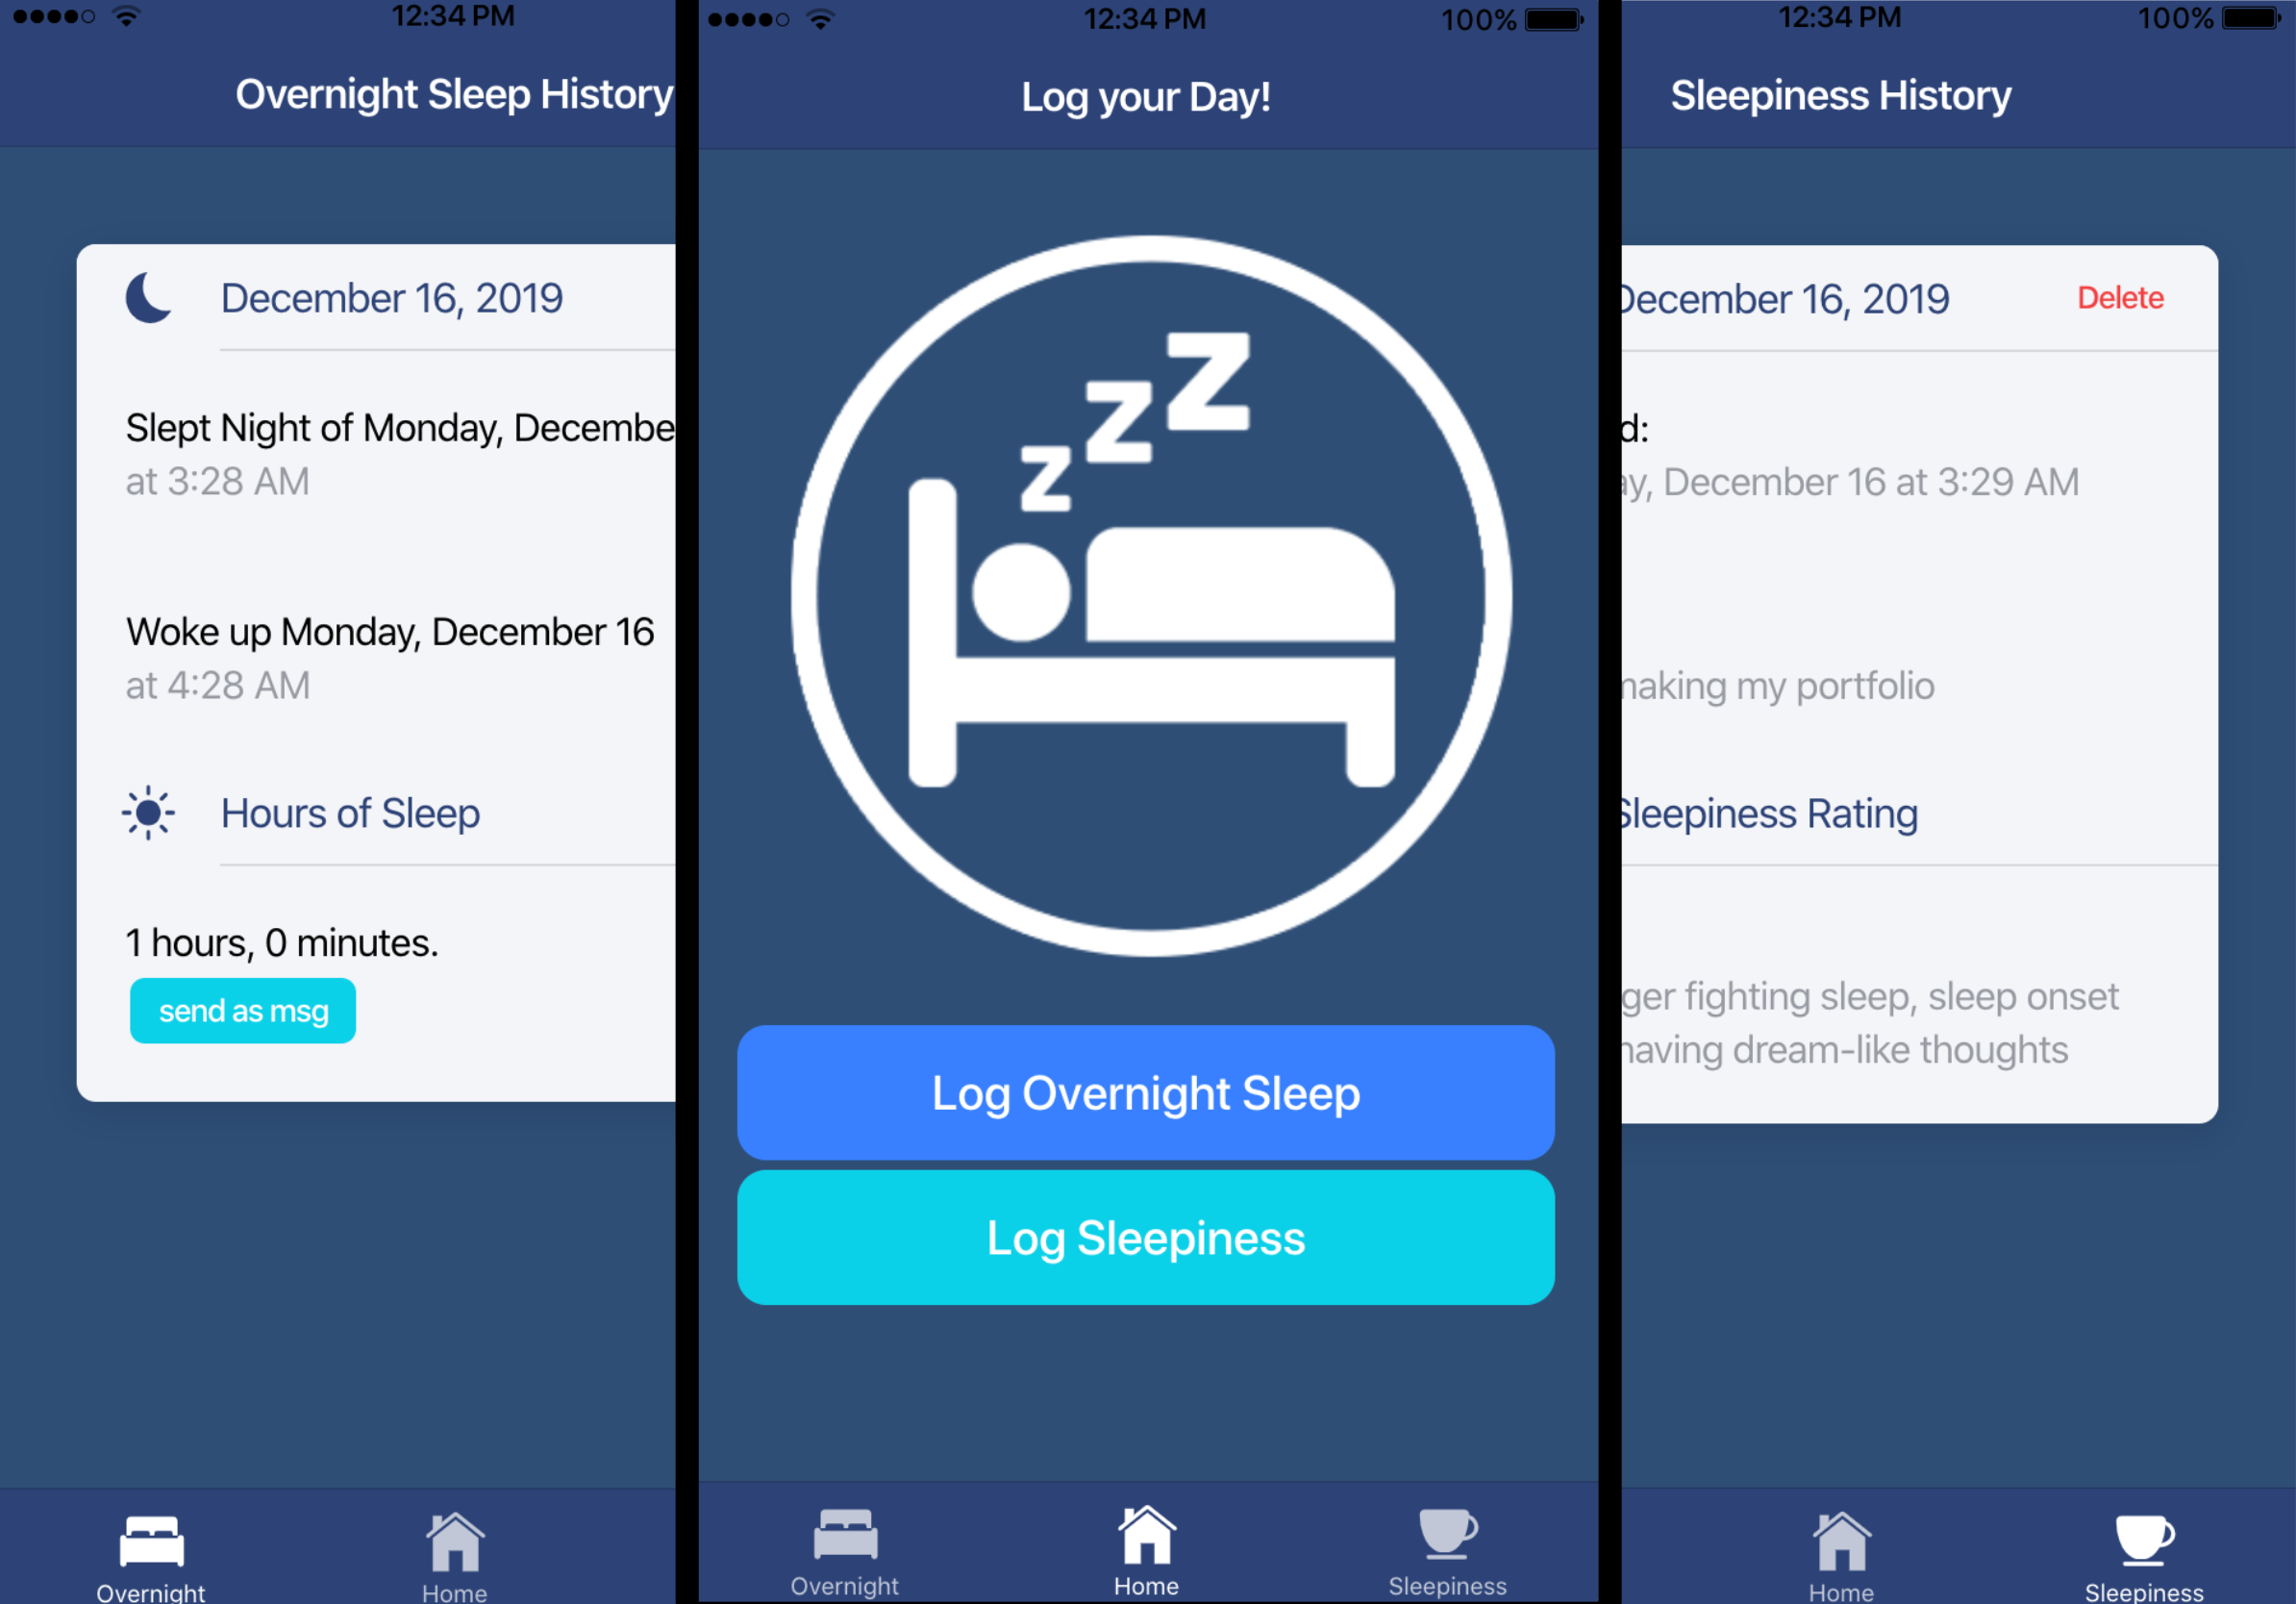 12:34 PM
Overnight Sleep History
December 16, 2019
Slept Night of Monday, Decembe
at 3:28 AM
Woke up Monday, December 16
at 4:28 AM
Hours of Sleep
1 hours, 0 minutes.
send as msg
Overnight
Home
12:34 PM
100%
Log your Day!
z z z
Log Overnight Sleep
Log Sleepiness
Overnight
Home
Sleepiness
12:34 PM
100%
Sleepiness History
December 16, 2019
Delete
d:
ay, December 16 at 3:29 AM
making my portfolio
Sleepiness Rating
ger fighting sleep, sleep onset
having dream-like thoughts
Home
Sleepiness